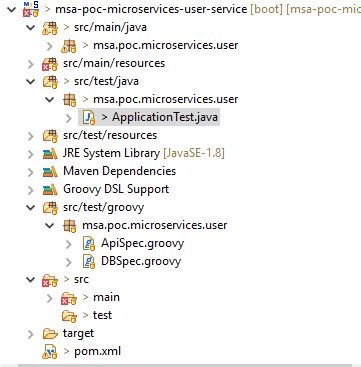 > msa-poc-microservices-user-service [boot] [msa-poc-mic
> src/main/java
> msa.poc.microservices.user
> src/main/resources
> src/test/java
> msa.poc.microservices.user
> ApplicationTest.java
src/test/resources
JRE System Library [JavaSE-1.8]
Maven Dependencies
Groovy DSL Support
> src/test/groovy
msa.poc.microservices.user
ApiSpec.groovy
DBSpec.groovy
> src
> main
> test
target
> pom.xml